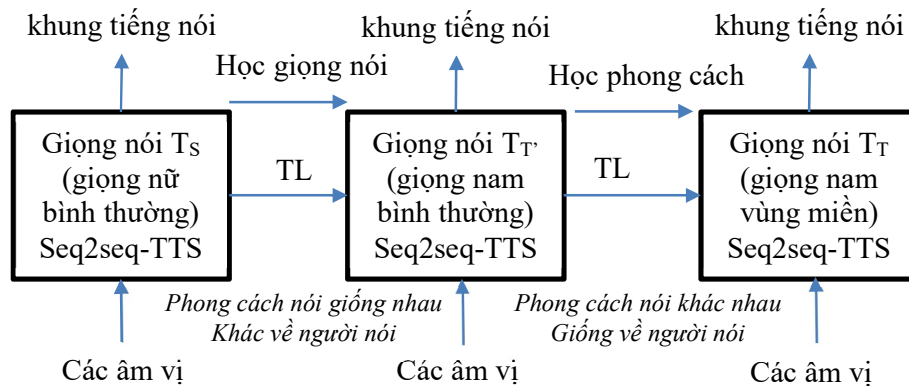 khung tiếng nói
khung tiếng nói
khung tiếng nói
Học giọng nói
Học phong cách
Giọng nói T_S
(giọng nữ
bình thường)
Seq2seq-TTS
TL
Giọng nói T_T’
(giọng nam
bình thường)
Seq2seq-TTS
TL
Giọng nói T_T
(giọng nam
vùng miền)
Seq2seq-TTS
Phong cách nói giống nhau
Khác về người nói
Phong cách nói khác nhau
Giống về người nói
Các âm vị
Các âm vị
Các âm vị